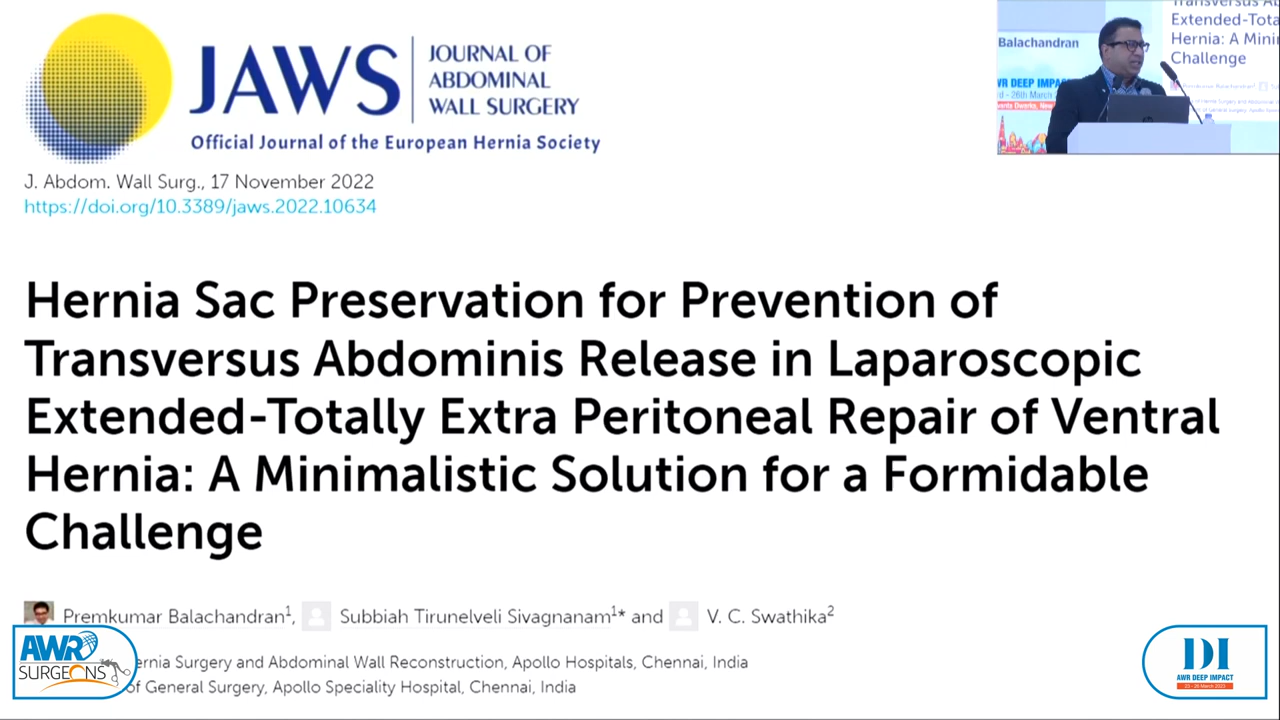 JAWS
JOURNAL OF
ABDOMINAL
WALL SURGERY
Official Journal of the European Hernia Society
J. Abdom. Wall Surg., 17 November 2022
https://doi.org/10.3389/jaws.2022.10634
Extended-Tota
Hernia: A Mini
Challenge
Balachandran
WR DEEP IMPAC
Hernia Sac Preservation for Prevention of
Transversus Abdominis Release in Laparoscopic
Extended-Totally Extra Peritoneal Repair of Ventral
Hernia: A Minimalistic Solution for a Formidable
Challenge
Premkumar Balachandran1, Subbiah Tirunelveli Sivagnanam1* and V. C. Swathika2
ernia Surgery and Abdominal Wall Reconstruction, Apollo Hospitals, Chennai, India
of General Surgery, Apollo Speciality Hospital, Chennai, India
AWR
SURGEONS
DI
AWR DEEP IMPACT